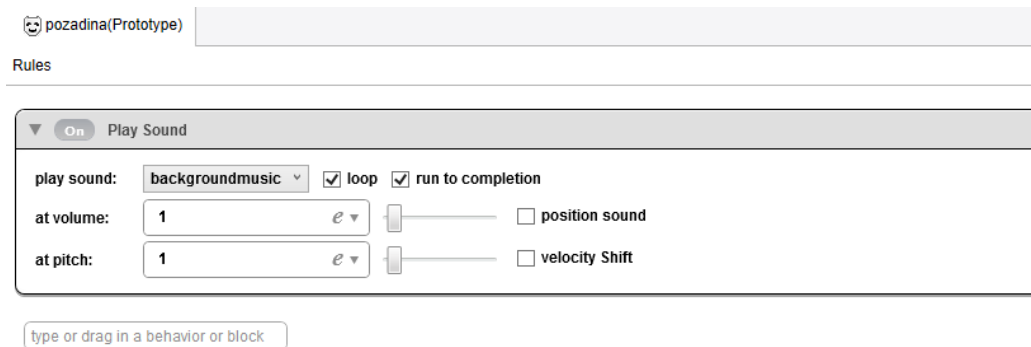 pozadina(Prototype)
Rules
On Play Sound
play sound: backgroundmusic loop run to completion
at volume: 1 e position sound
at pitch: 1 e velocity Shift
type or drag in a behavior or block